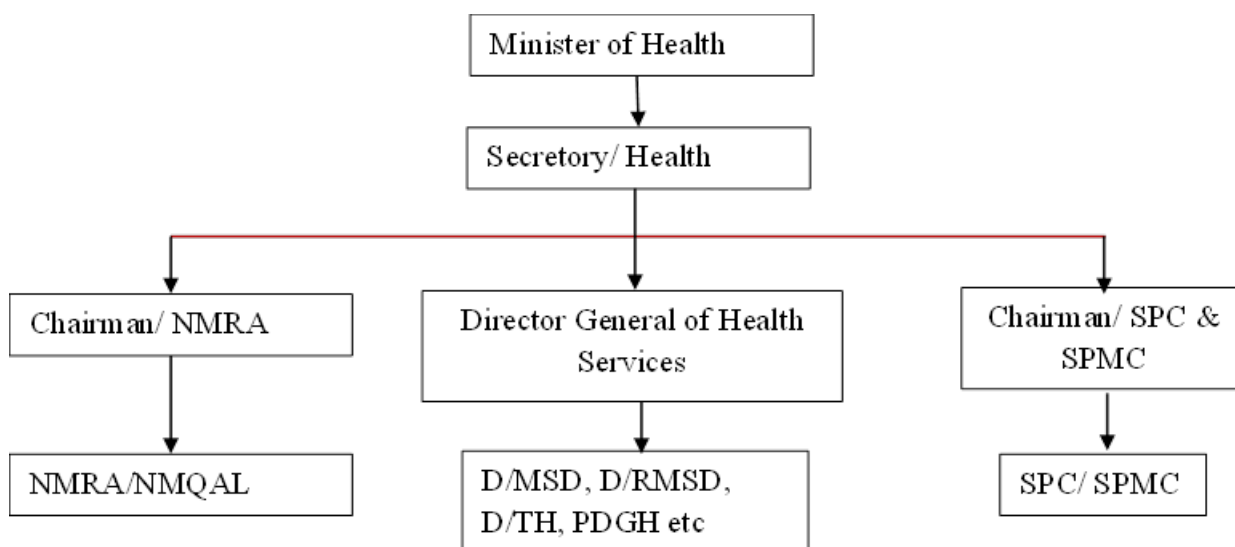 Minister of Health
Secretory/ Health
Chairman/ NMRA
Director General of Health
Services
Chairman/ SPC &
SPMC
NMRA/NMQAL
D/MSD, D/RMSD,
D/TH, PDGH etc
SPC/ SPMC